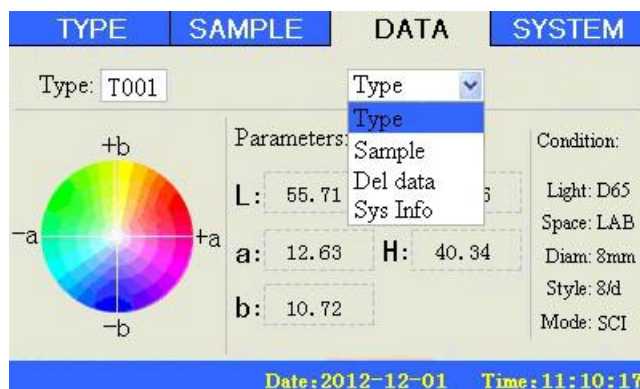 TYPE SAMPLE DATA SYSTEM
Type: T001 Type
Type
Sample
Del data
Sys Info
+b
-a
+a
-b
Parameters:
L: 55.71
a: 12.63 H: 40.34
b: 10.72
Condition:
Light: D65
Space: LAB
Diam: 8mm
Style: 8/d
Mode: SCI
Date:2012-12-01 Time:11:10:17